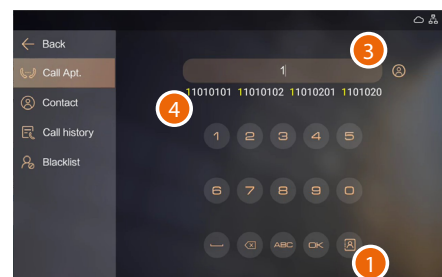 Back
3
1
Call Apt.
11010101 11010102 11010201 1101020
4
Contact
Call history
Blacklist
1 2 3 4 5
6 7 8 9 0
ABC OK
1